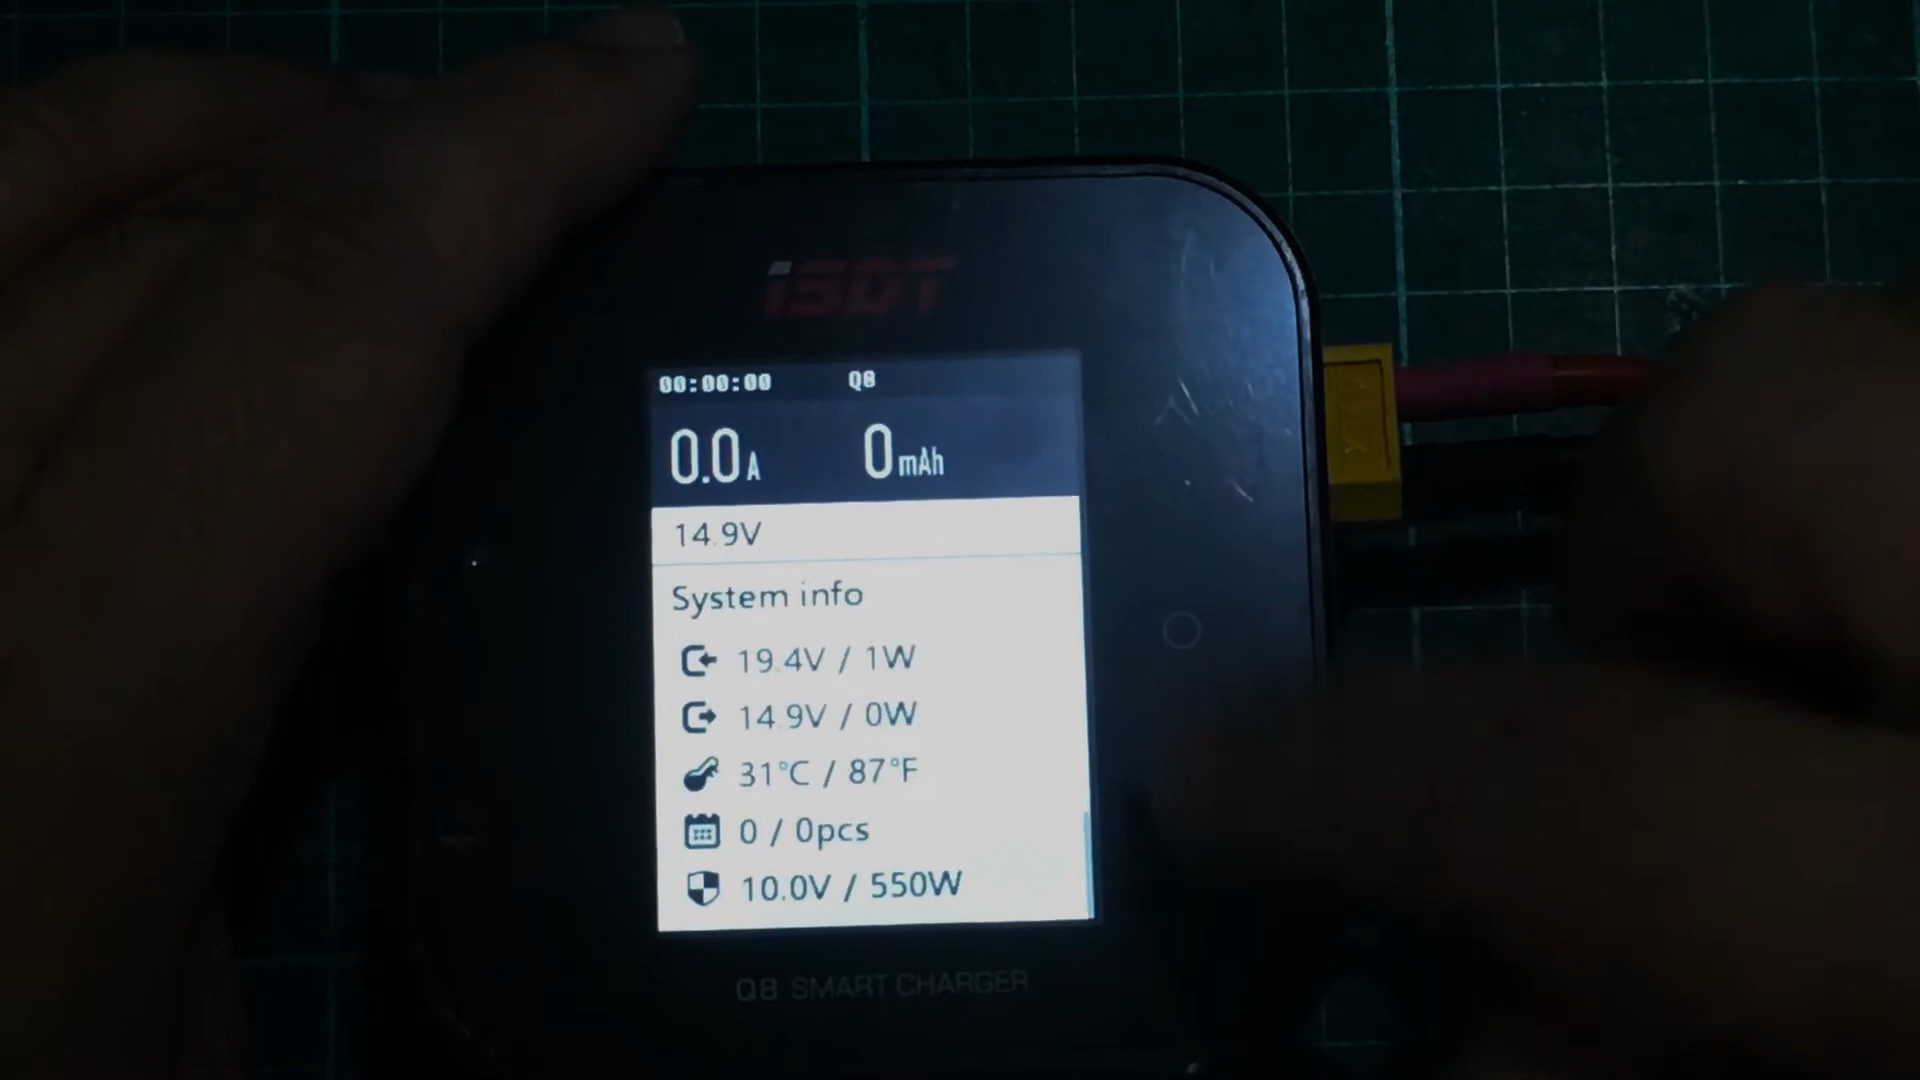 iSDT
00:00:00 Q8
0.0A 0mAh
14.9V
System info
19.4V / 1W
14.9V / 0W
31°C / 87°F
0 / 0pcs
10.0V / 550W
Q8 SMART CHARGER